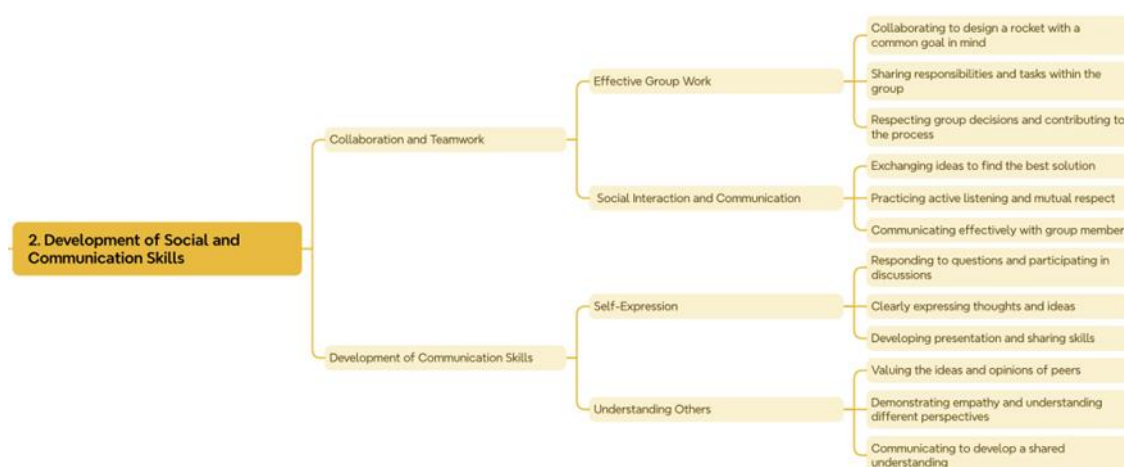 2. Development of Social and
Communication Skills
Collaboration and Teamwork
Effective Group Work
Collaborating to design a rocket with a
common goal in mind
Sharing responsibilities and tasks within the
group
Respecting group decisions and contributing to
the process
Social Interaction and Communication
Exchanging ideas to find the best solution
Practicing active listening and mutual respect
Communicating effectively with group member
Development of Communication Skills
Self-Expression
Responding to questions and participating in
discussions
Clearly expressing thoughts and ideas
Developing presentation and sharing skills
Understanding Others
Valuing the ideas and opinions of peers
Demonstrating empathy and understanding
different perspectives
Communicating to develop a shared
understanding